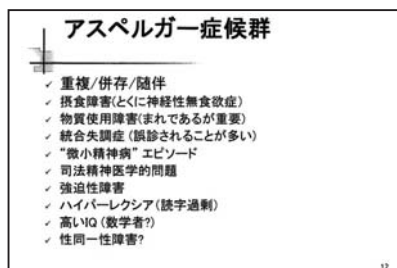 アスペルガー症候群
✓ 重複/併存/随伴
✓ 摂食障害(とくに神経性無食欲症)
✓ 物質使用障害(まれであるが重要)
✓ 統合失調症 (誤診されることが多い)
✓ “微小精神病” エピソード
✓ 司法精神医学的問題
✓ 強迫性障害
✓ ハイパーレクシア (読字過剰)
✓ 高いIQ (数学者?)
✓ 性同一性障害?
12